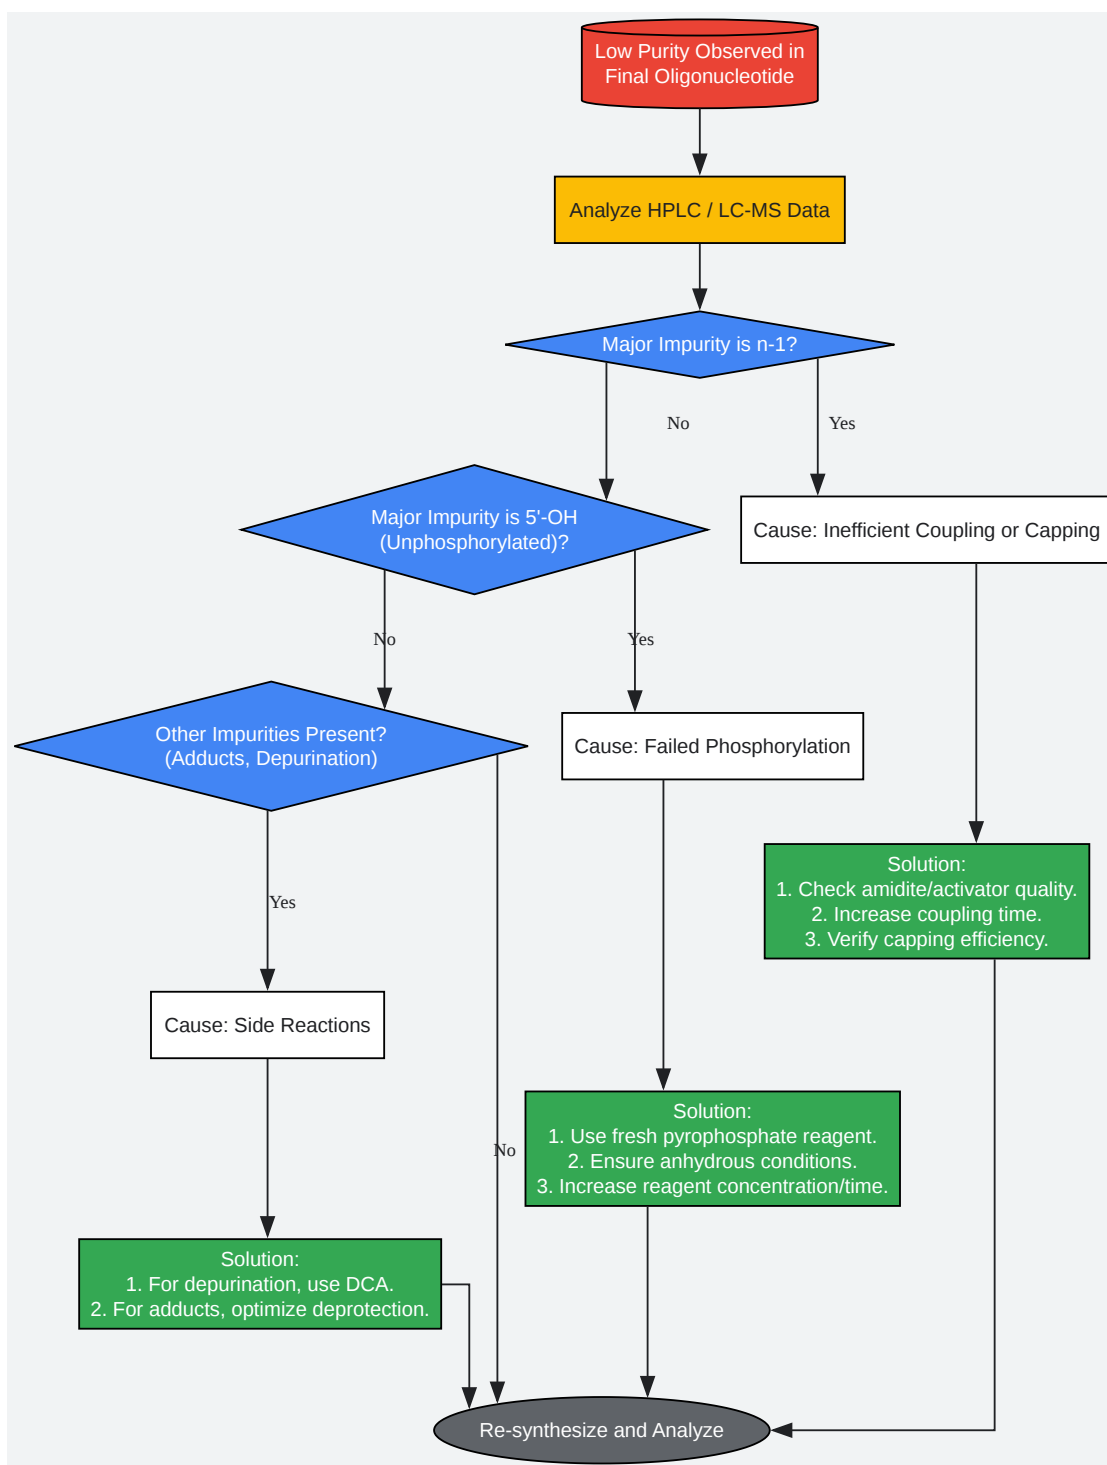 Low Purity Observed in
Final Oligonucleotide
Analyze HPLC / LC-MS Data
Major Impurity is n-1?
No
Yes
Major Impurity is 5'-OH
(Unphosphorylated)?
Cause: Inefficient Coupling or Capping
No
Yes
Other Impurities Present?
(Adducts, Depurination)
Cause: Failed Phosphorylation
Solution:
1. Check amidite/activator quality.
2. Increase coupling time.
3. Verify capping efficiency.
Yes
Cause: Side Reactions
Solution:
1. Use fresh pyrophosphate reagent.
2. Ensure anhydrous conditions.
3. Increase reagent concentration/time.
No
Solution:
1. For depurination, use DCA.
2. For adducts, optimize deprotection.
Re-synthesize and Analyze